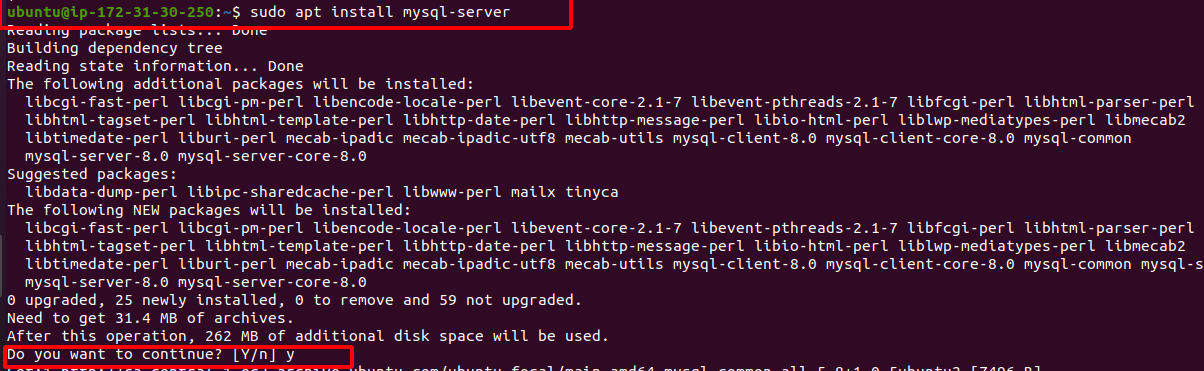 ubuntu@ip-172-31-30-250:~$ sudo apt install mysql-server
Reading package lists... Done
Building dependency tree
Reading state information... Done
The following additional packages will be installed:
  libcgi-fast-perl libcgi-pm-perl libencode-locale-perl libevent-core-2.1-7 libevent-pthreads-2.1-7 libfcgi-perl libhtml-parser-perl
  libhtml-tagset-perl libhtml-template-perl libhttp-date-perl libhttp-message-perl libio-html-perl liblwp-mediatypes-perl libmecab2
  libtimedate-perl liburi-perl mecab-ipadic mecab-ipadic-utf8 mecab-utils mysql-client-8.0 mysql-client-core-8.0 mysql-common
  mysql-server-8.0 mysql-server-core-8.0
Suggested packages:
  libdata-dump-perl libipc-sharedcache-perl libwww-perl mailx tinyca
The following NEW packages will be installed:
  libcgi-fast-perl libcgi-pm-perl libencode-locale-perl libevent-core-2.1-7 libevent-pthreads-2.1-7 libfcgi-perl libhtml-parser-perl
  libhtml-tagset-perl libhtml-template-perl libhttp-date-perl libhttp-message-perl libio-html-perl liblwp-mediatypes-perl libmecab2
  libtimedate-perl liburi-perl mecab-ipadic mecab-ipadic-utf8 mecab-utils mysql-client-8.0 mysql-client-core-8.0 mysql-common mysql-s
  mysql-server-8.0 mysql-server-core-8.0
0 upgraded, 25 newly installed, 0 to remove and 59 not upgraded.
Need to get 31.4 MB of archives.
After this operation, 262 MB of additional disk space will be used.
Do you want to continue? [Y/n] y